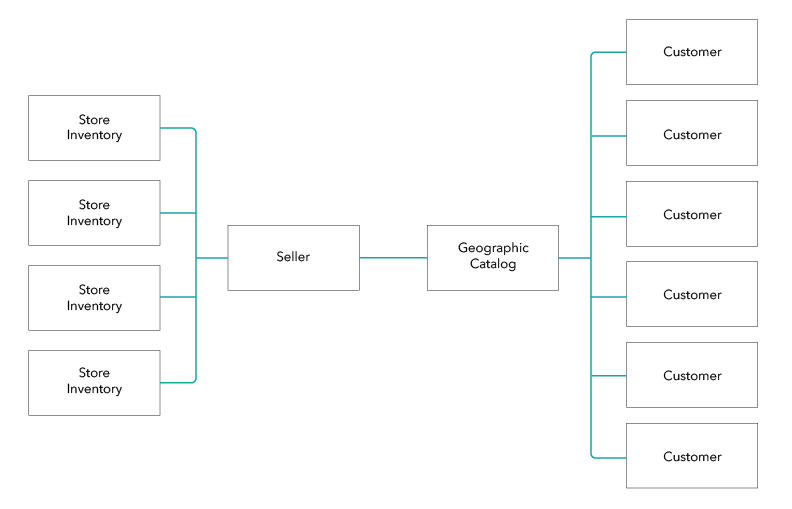 Store
Inventory
Store
Inventory
Store
Inventory
Store
Inventory
Seller
Geographic
Catalog
Customer
Customer
Customer
Customer
Customer
Customer